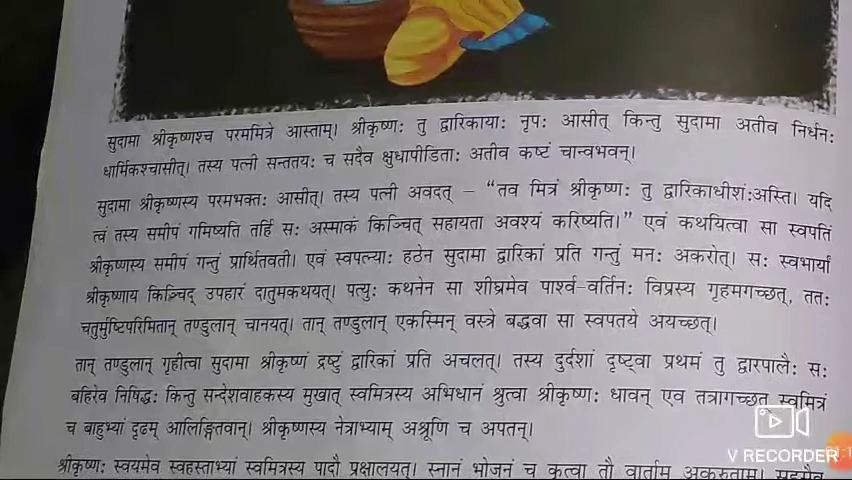 सुदामा श्रीकृष्णश्च परममित्रे आस्ताम्। श्रीकृष्णः तु द्वारिकायाः नृपः आसीत् किन्तु सुदामा अतीव निर्धनः
धार्मिकश्चासीत्। तस्य पत्नी सन्ततयः च सदैव क्षुधापीडिताः अतीव कष्टं चान्वभवन्।
सुदामा श्रीकृष्णस्य परमभक्तः आसीत्। तस्य पत्नी अवदत् – “तव मित्रं श्रीकृष्णः तु द्वारिकाधीशःअस्ति। यदि
त्वं तस्य समीपं गमिष्यति तर्हि सः अस्माकं किञ्चित् सहायता अवश्यं करिष्यति।” एवं कथयित्वा सा स्वपतिं
श्रीकृष्णस्य समीपं गन्तुं प्रार्थितवती। एवं स्वपत्न्याः हठेन सुदामा द्वारिकां प्रति गन्तुं मनः अकरोत्। सः स्वभार्यां
श्रीकृष्णाय किञ्चिद् उपहारं दातुमकथयत्। पत्युः कथनेन सा शीघ्रमेव पार्श्व-वर्तिनः विप्रस्य गृहमगच्छत्, ततः
चतुर्मुष्टिपरिमितान् तण्डुलान् चानयत्। तान् तण्डुलान् एकस्मिन् वस्त्रे बद्धवा सा स्वपतये अयच्छत्।
तान् तण्डुलान् गृहीत्वा सुदामा श्रीकृष्णं द्रष्टुं द्वारिकां प्रति अचलत्। तस्य दुर्दशां दृष्ट्वा प्रथमं तु द्वारपालैः सः
बहिरेव निषिद्धः किन्तु सन्देशवाहकस्य मुखात् स्वमित्रस्य अभिधानं श्रुत्वा श्रीकृष्णः धावन् एव तत्रागच्छत् स्वमित्रं
च बाहुभ्यां दृढम् आलिङ्गितवान्। श्रीकृष्णस्य नेत्राभ्याम् अश्रूणि च अपतन्।
श्रीकृष्णः स्वयमेव स्वहस्ताभ्यां स्वमित्रस्य पादौ प्रक्षालयत्। स्नानं भोजनं च कृत्वा तौ वार्ताम् अकुरुताम्।
V RECORDER